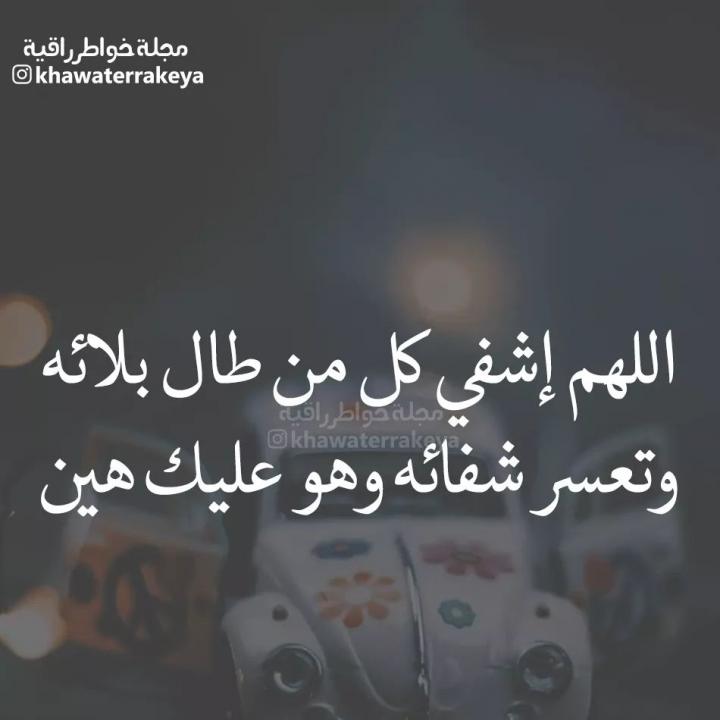 مجلة خواطر راقية
@khawaterrakeya
اللهم إشفي كل من طال بلائه
مجلة خواطر راقية
@khawaterrakeya
وتعسر شفائه وهو عليك هين